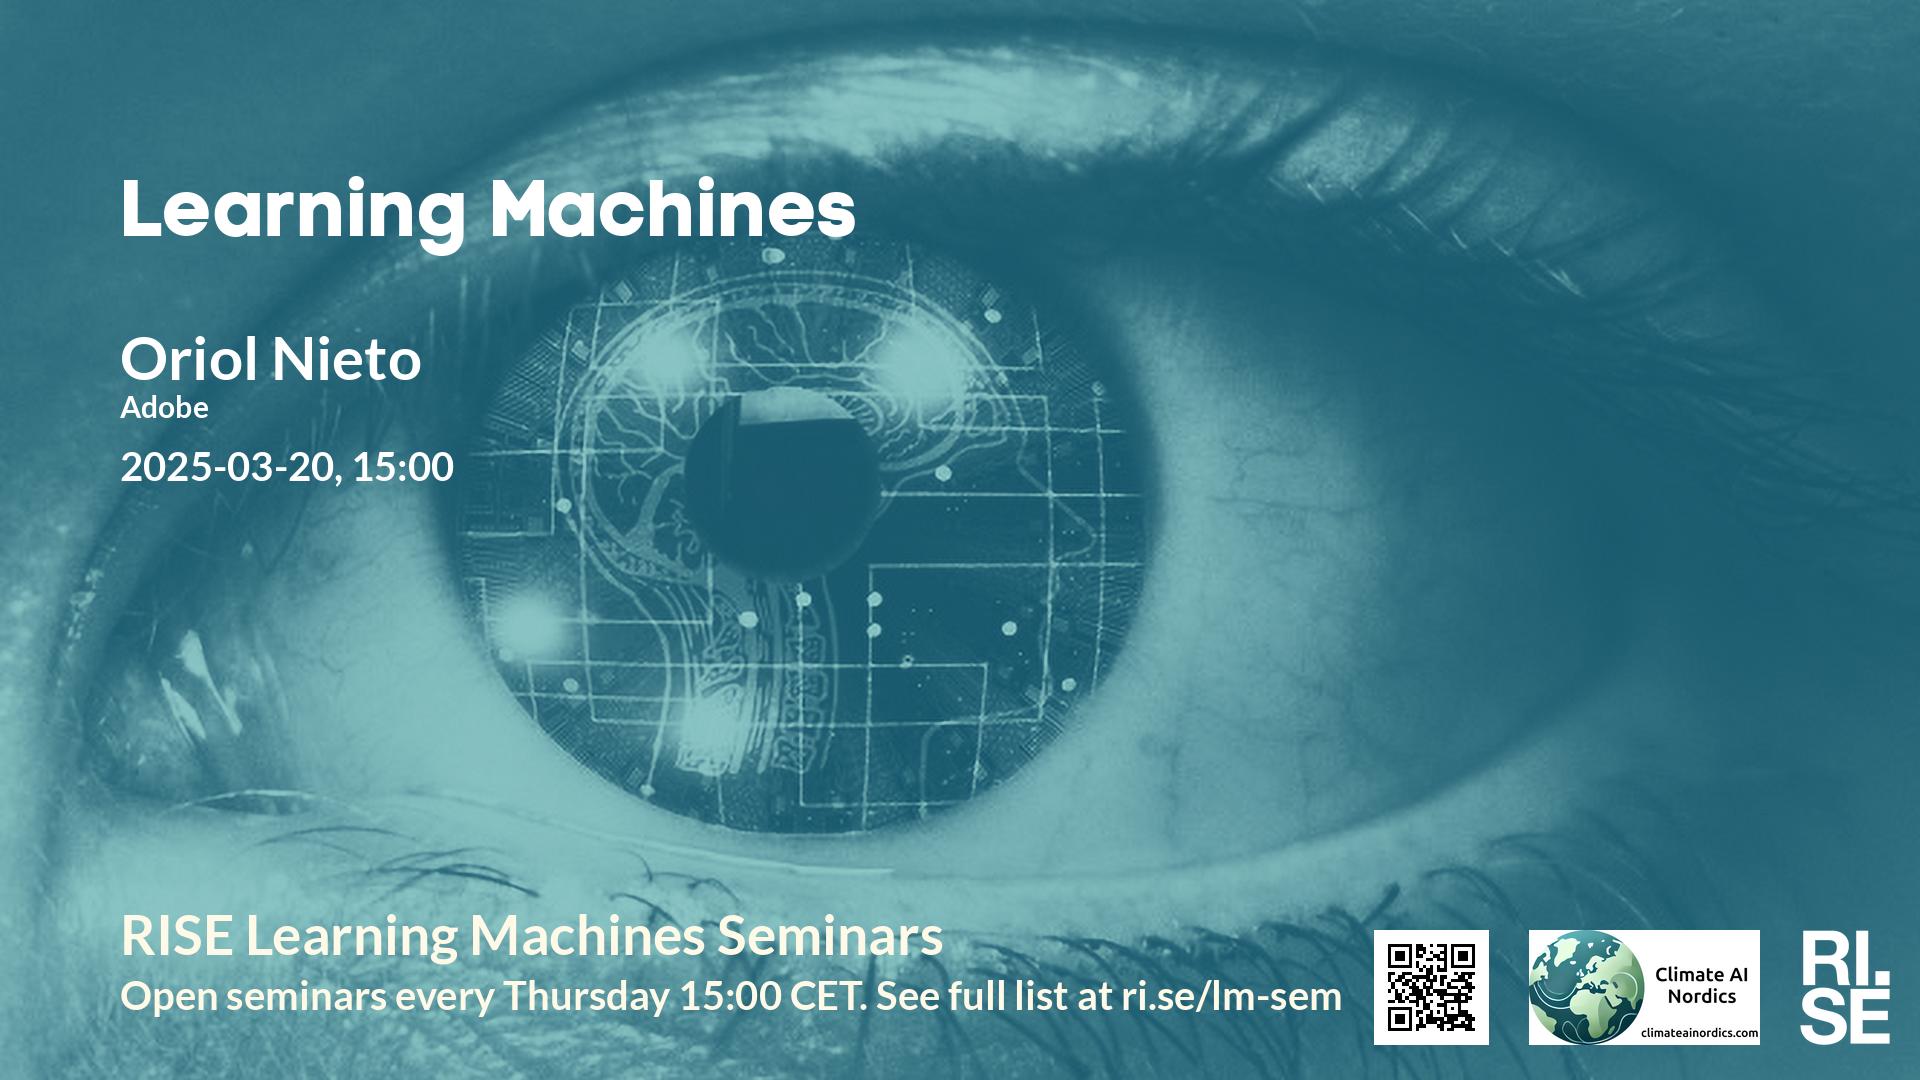 Learning Machines
Oriol Nieto
Adobe
2025-03-20, 15:00
RISE Learning Machines Seminars
Open seminars every Thursday 15:00 CET. See full list at ri.se/lm-sem
Climate AI
Nordics
climateainordics.com
RI.
SE